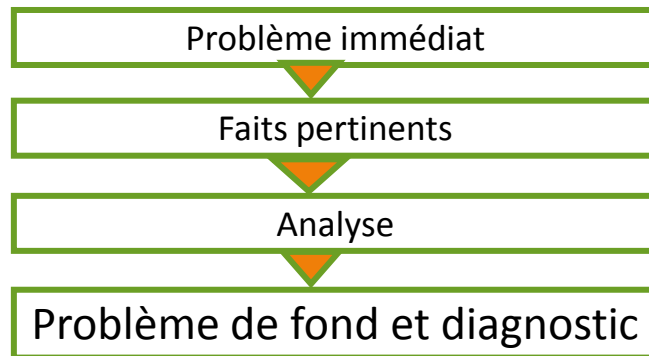 Problème immédiat
Faits pertinents
Analyse
Problème de fond et diagnostic